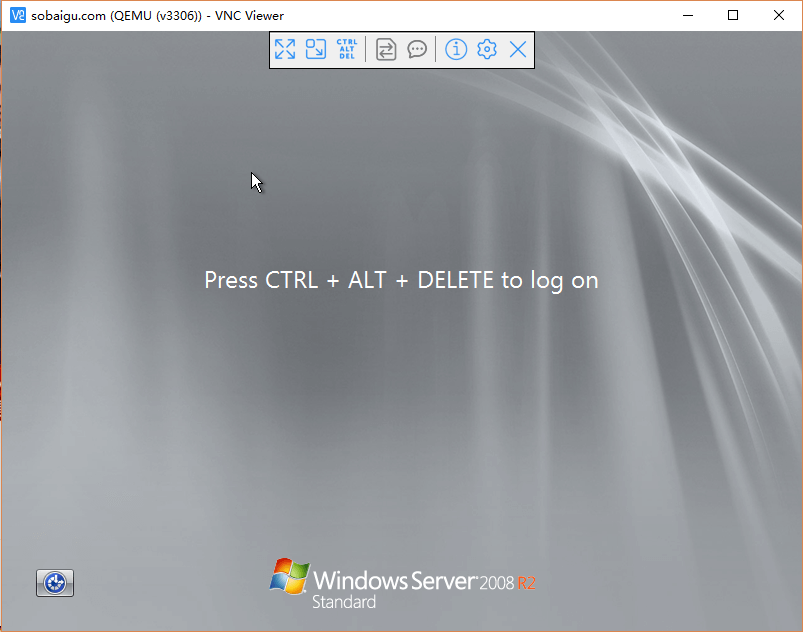 sobaigu.com (QEMU (v3306)) - VNC Viewer
CTRL
ALT
DEL
Press CTRL + ALT + DELETE to log on
Windows Server 2008 R2
Standard